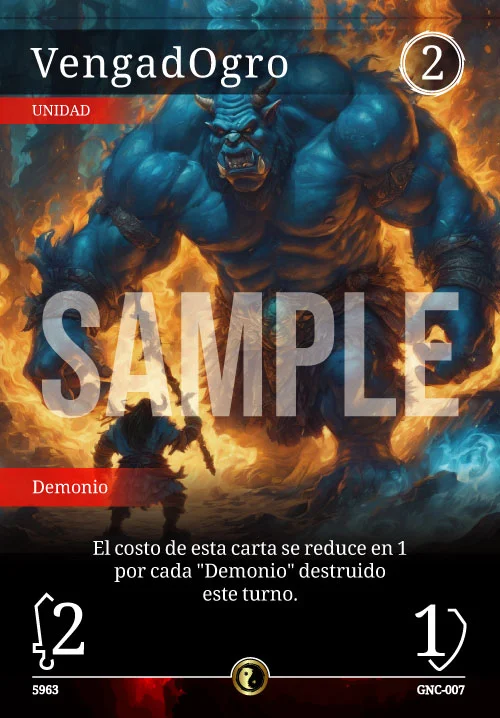 VengadOgro
2
UNIDAD
SAMPLE
Demonio
El costo de esta carta se reduce en 1
por cada "Demonio" destruido
este turno.
2
1
5963
GNC-007